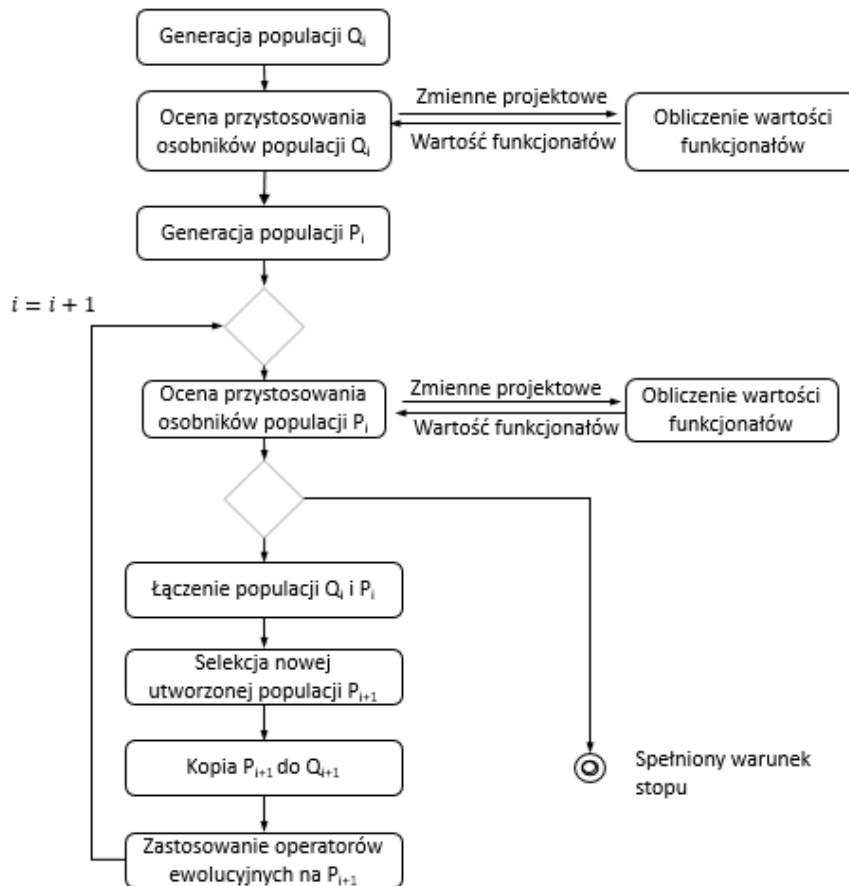 Generacja populacji Qᵢ
Ocena przystosowania
osobników populacji Qᵢ
Zmienne projektowe
Wartość funkcjonałów
Obliczenie wartości
funkcjonałów
Generacja populacji Pᵢ
i = i + 1
Ocena przystosowania
osobników populacji Pᵢ
Zmienne projektowe
Wartość funkcjonałów
Obliczenie wartości
funkcjonałów
Łączenie populacji Qᵢ i Pᵢ
Selekcja nowej
utworzonej populacji Pᵢ₊₁
Kopia Pᵢ₊₁ do Qᵢ₊₁
Spełniony warunek
stopu
Zastosowanie operatorów
ewolucyjnych na Pᵢ₊₁